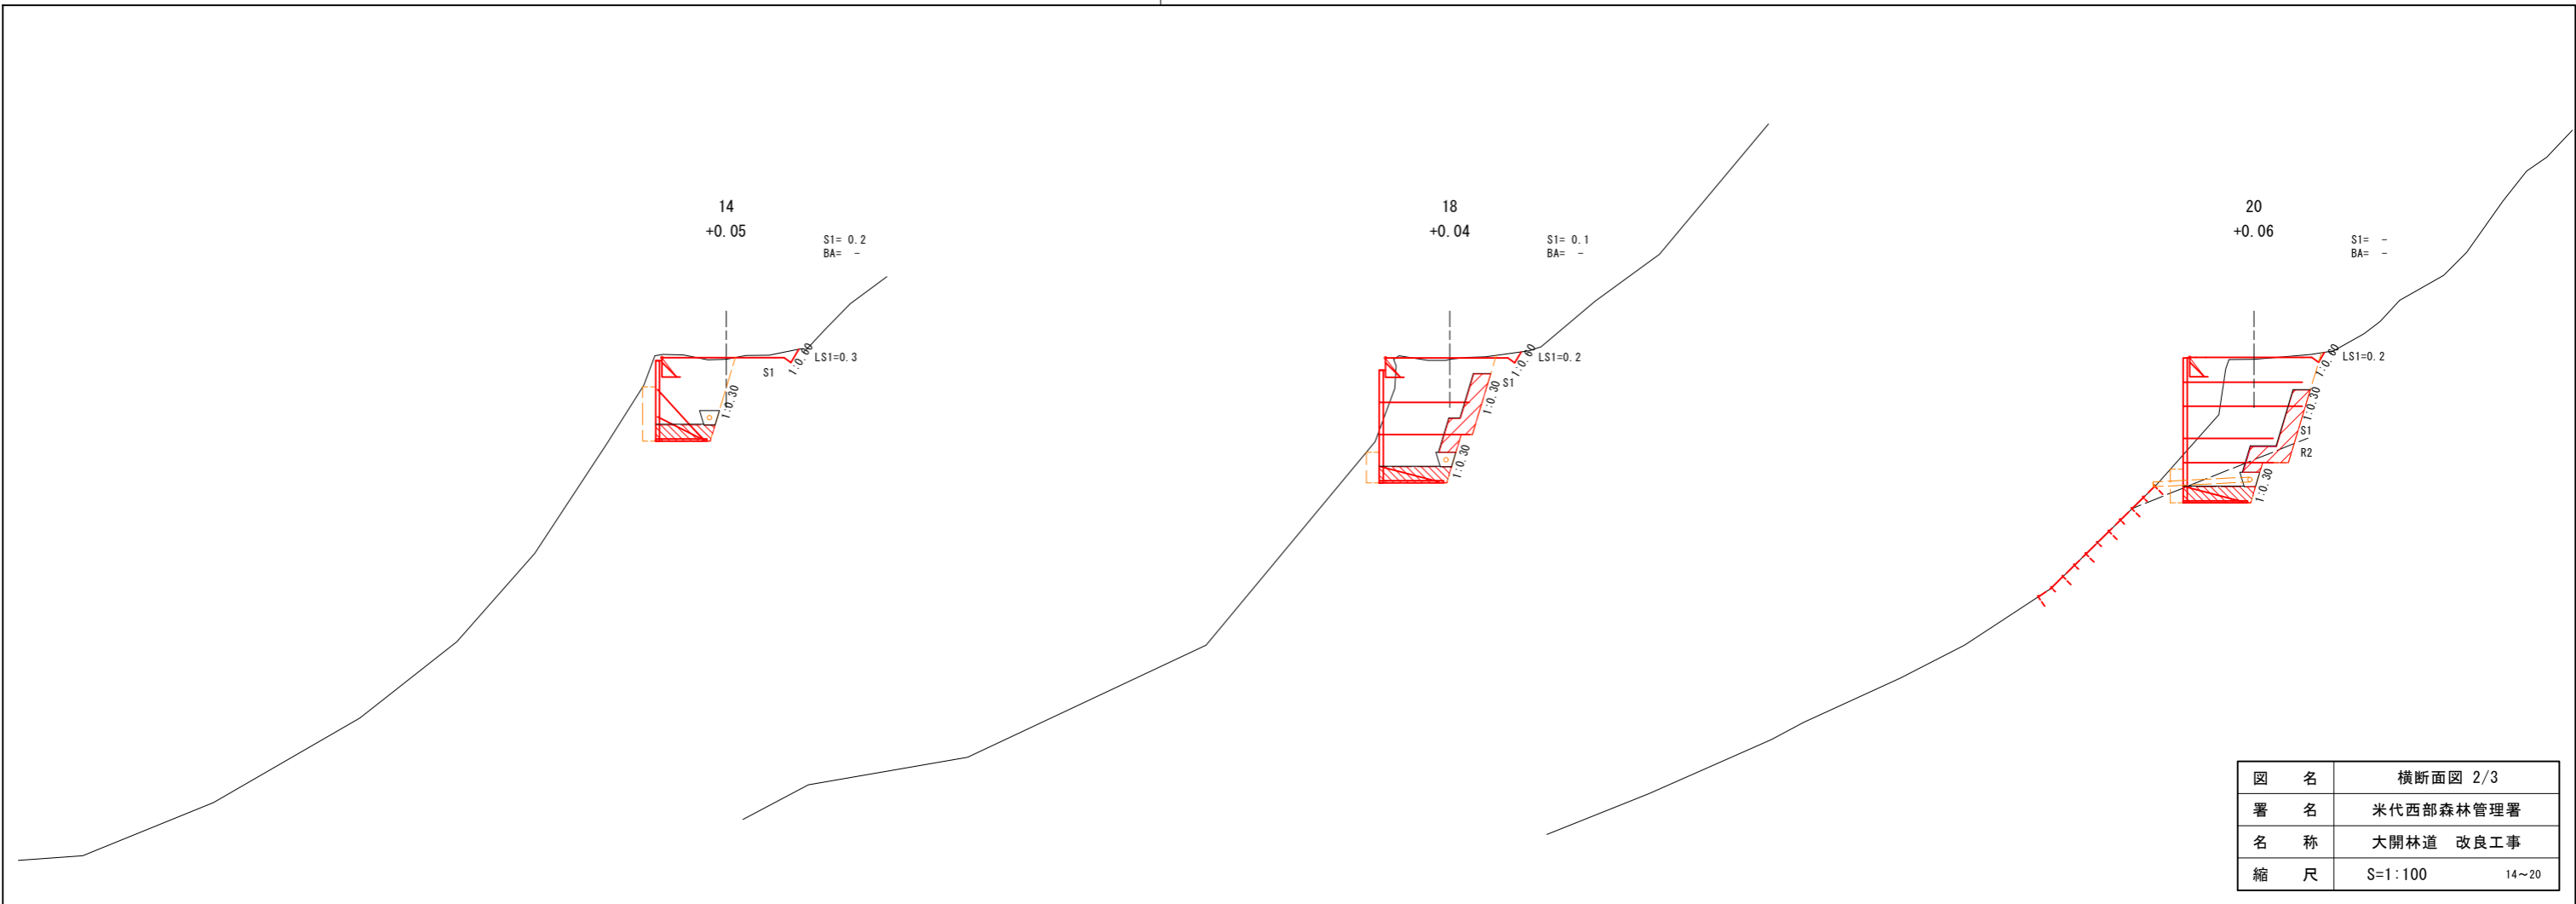 14
+0.05
S1= 0.2
BA= -
1:0.60
LS1=0.3
S1
1:0.30
18
+0.04
S1= 0.1
BA= -
1:0.60
LS1=0.2
S1
1:0.30
1:0.30
20
+0.06
S1= -
BA= -
1:0.60
LS1=0.2
1:0.30
S1
R2
1:0.30
図 名 横断面図 2/3
署 名 米代西部森林管理署
名 称 大開林道 改良工事
縮 尺 S=1:100 14~20